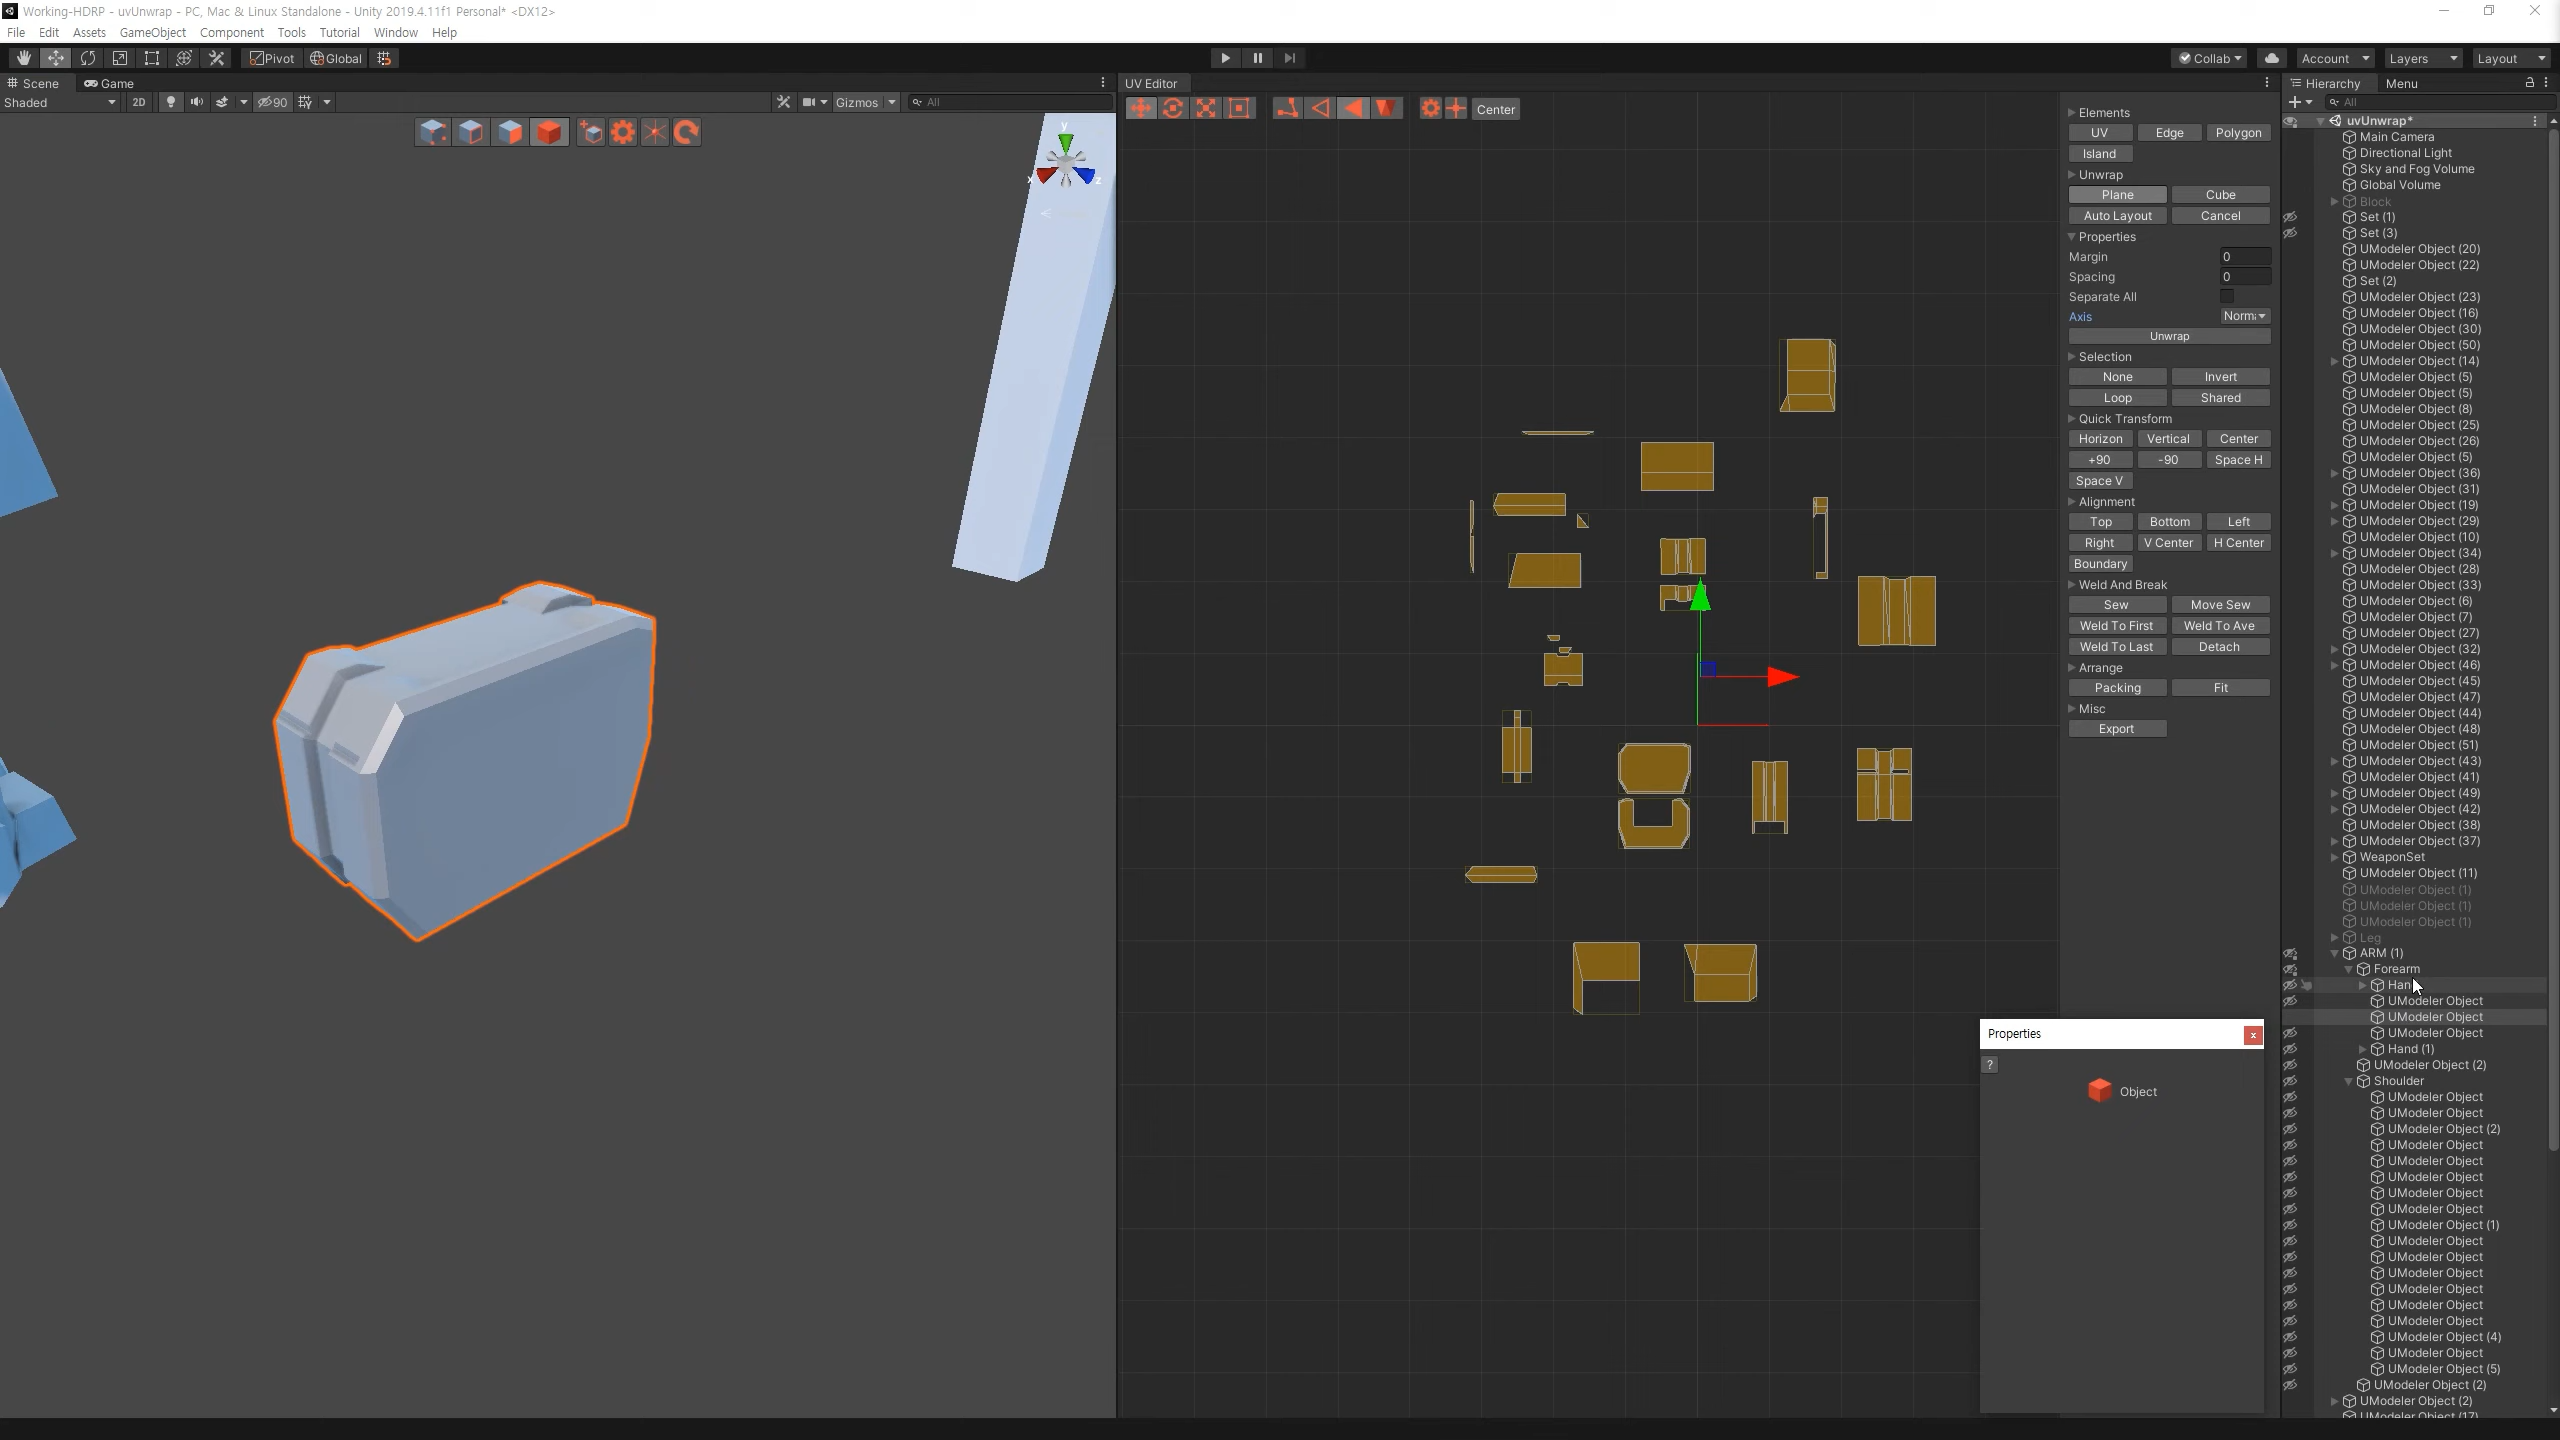 Working-HDRP - uvUnwrap - PC, Mac & Linux Standalone - Unity 2019.4.11f1 Personal* <DX12>
File Edit Assets GameObject Component Tools Tutorial Window Help
Pivot Global Collab Account Layers Layout
Scene Game UV Editor Hierarchy Menu
Shaded 2D 90 Gizmos All All
Center
Elements
UV Edge Polygon
Island
Unwrap
Plane Cube
Auto Layout Cancel
Properties
Margin 0
Spacing 0
Separate All
Axis
Unwrap
Selection
None Invert
Loop Shared
Quick Transform
Horizon Vertical Center
+90 -90 Space H
Space V
Alignment
Top Bottom Left
Right V Center H Center
Boundary
Weld And Break
Sew Move Sew
Weld To First Weld To Ave
Weld To Last Detach
Arrange
Packing Fit
Misc
Export
Properties
x
?
Object
uvUnwrap*
Main Camera
Directional Light
Sky and Fog Volume
Global Volume
Block
Set (1)
Set (3)
UModeler Object (20)
UModeler Object (22)
Set (2)
UModeler Object (23)
UModeler Object (16)
UModeler Object (30)
UModeler Object (50)
UModeler Object (14)
UModeler Object (5)
UModeler Object (5)
UModeler Object (8)
UModeler Object (25)
UModeler Object (26)
UModeler Object (5)
UModeler Object (36)
UModeler Object (31)
UModeler Object (19)
UModeler Object (29)
UModeler Object (10)
UModeler Object (34)
UModeler Object (28)
UModeler Object (33)
UModeler Object (6)
UModeler Object (7)
UModeler Object (27)
UModeler Object (32)
UModeler Object (46)
UModeler Object (45)
UModeler Object (47)
UModeler Object (44)
UModeler Object (48)
UModeler Object (51)
UModeler Object (43)
UModeler Object (41)
UModeler Object (49)
UModeler Object (42)
UModeler Object (38)
UModeler Object (37)
WeaponSet
UModeler Object (11)
UModeler Object (1)
UModeler Object (1)
UModeler Object (1)
Leg
ARM (1)
Forearm
UModeler Object
UModeler Object
UModeler Object
Hand (1)
UModeler Object (2)
Shoulder
UModeler Object
UModeler Object
UModeler Object (2)
UModeler Object
UModeler Object
UModeler Object
UModeler Object
UModeler Object
UModeler Object (1)
UModeler Object
UModeler Object
UModeler Object
UModeler Object
UModeler Object
UModeler Object
UModeler Object (4)
UModeler Object
UModeler Object (5)
UModeler Object (2)
UModeler Object (2)
UModeler Object (17)
y
x
z